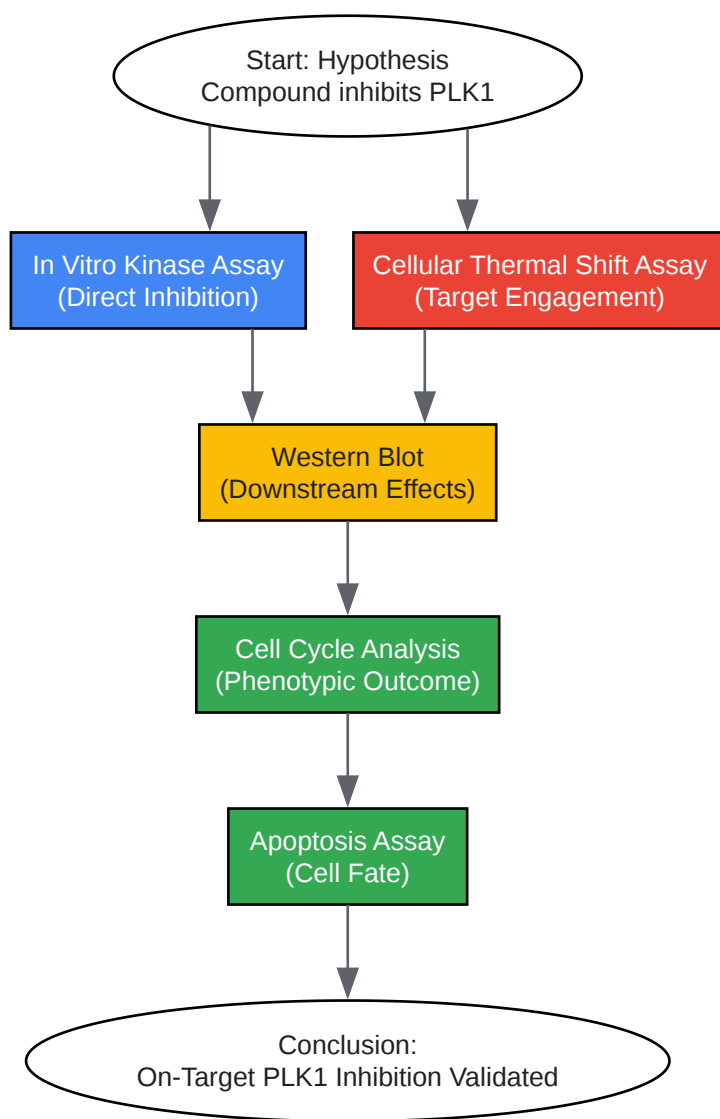 Start: Hypothesis
Compound inhibits PLK1
In Vitro Kinase Assay
(Direct Inhibition)
Cellular Thermal Shift Assay
(Target Engagement)
Western Blot
(Downstream Effects)
Cell Cycle Analysis
(Phenotypic Outcome)
Apoptosis Assay
(Cell Fate)
Conclusion:
On-Target PLK1 Inhibition Validated